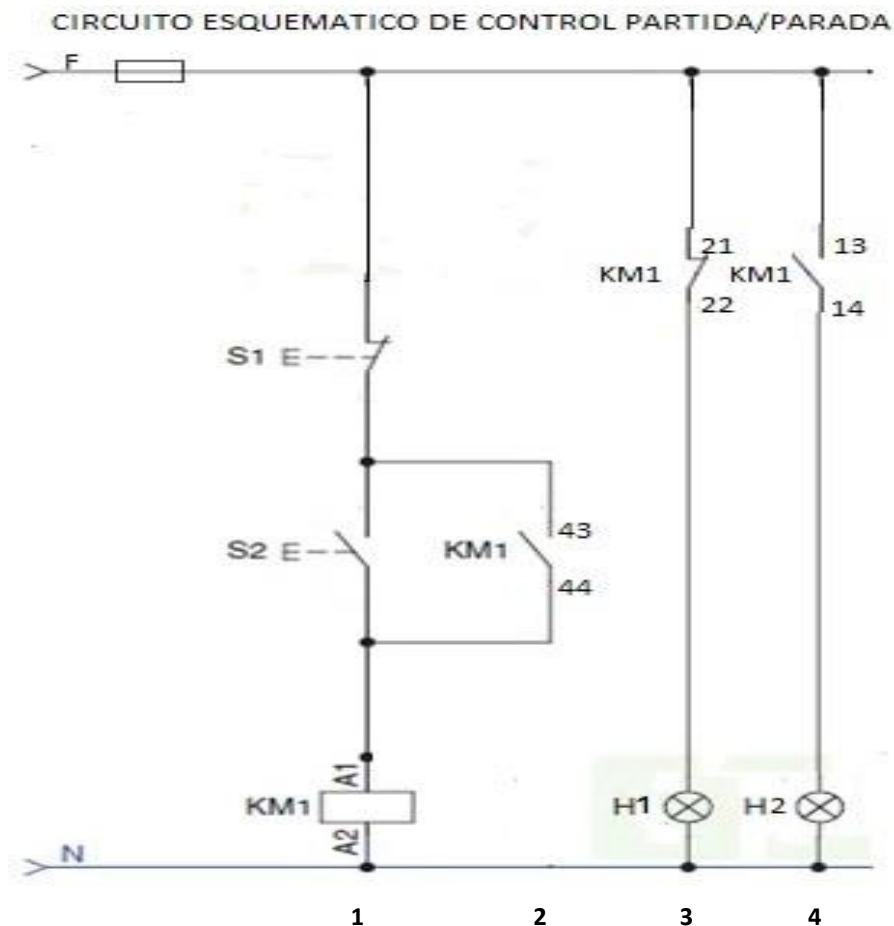 CIRCUITO ESQUEMATICO DE CONTROL PARTIDA/PARADA
F
21 13
KM1 KM1
22 14
S1
43
S2 KM1
44
A1
KM1 H1 H2
A2
N
1 2 3 4